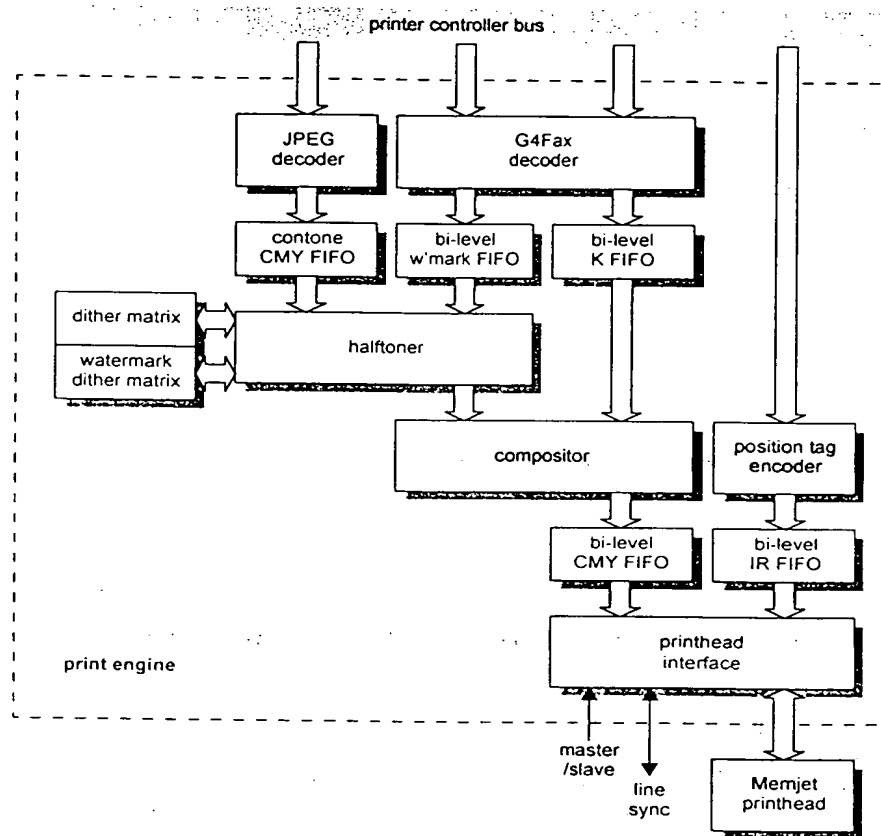 printer controller bus
JPEG
decoder
G4Fax
decoder
contone
CMY FIFO
bi-level
w'mark FIFO
bi-level
K FIFO
dither matrix
watermark
dither matrix
halftoner
compositor
position tag
encoder
bi-level
CMY FIFO
bi-level
IR FIFO
printhead
interface
print engine
master
/slave
line
sync
Memjet
printhead